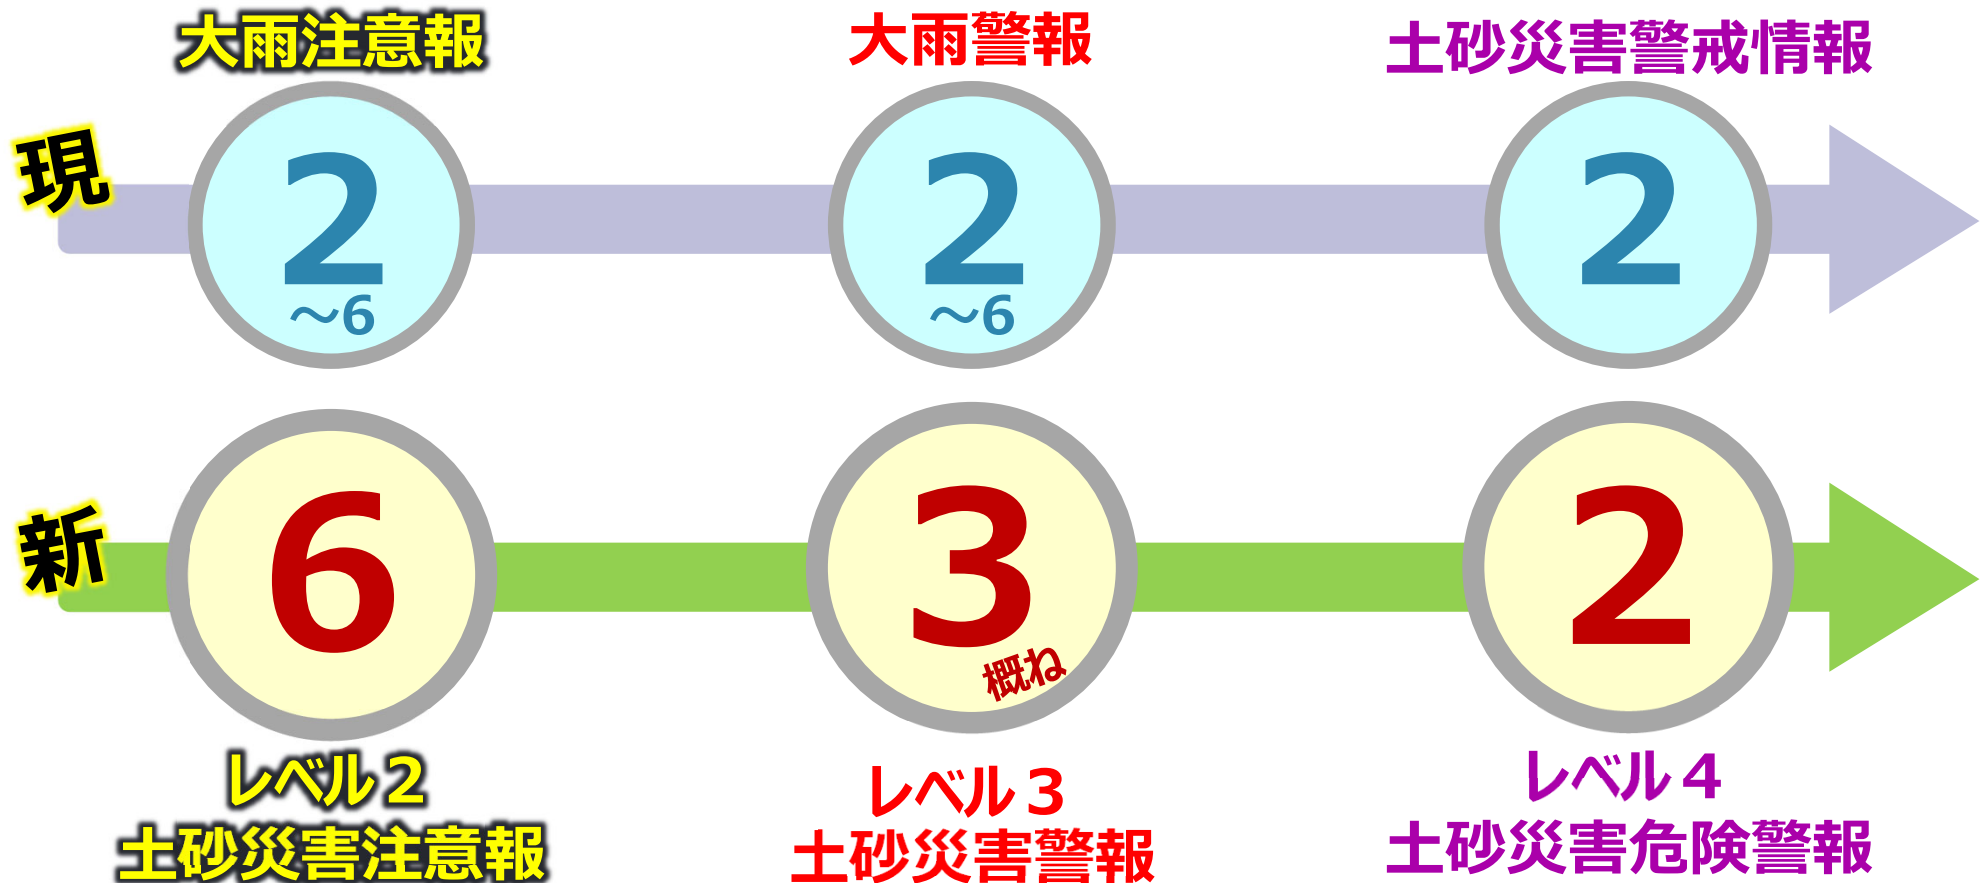 大雨注意報
大雨警報
土砂災害警戒情報
現
2
～6
2
～6
2
新
6
3
概ね
2
レベル２
土砂災害注意報
レベル３
土砂災害警報
レベル４
土砂災害危険警報